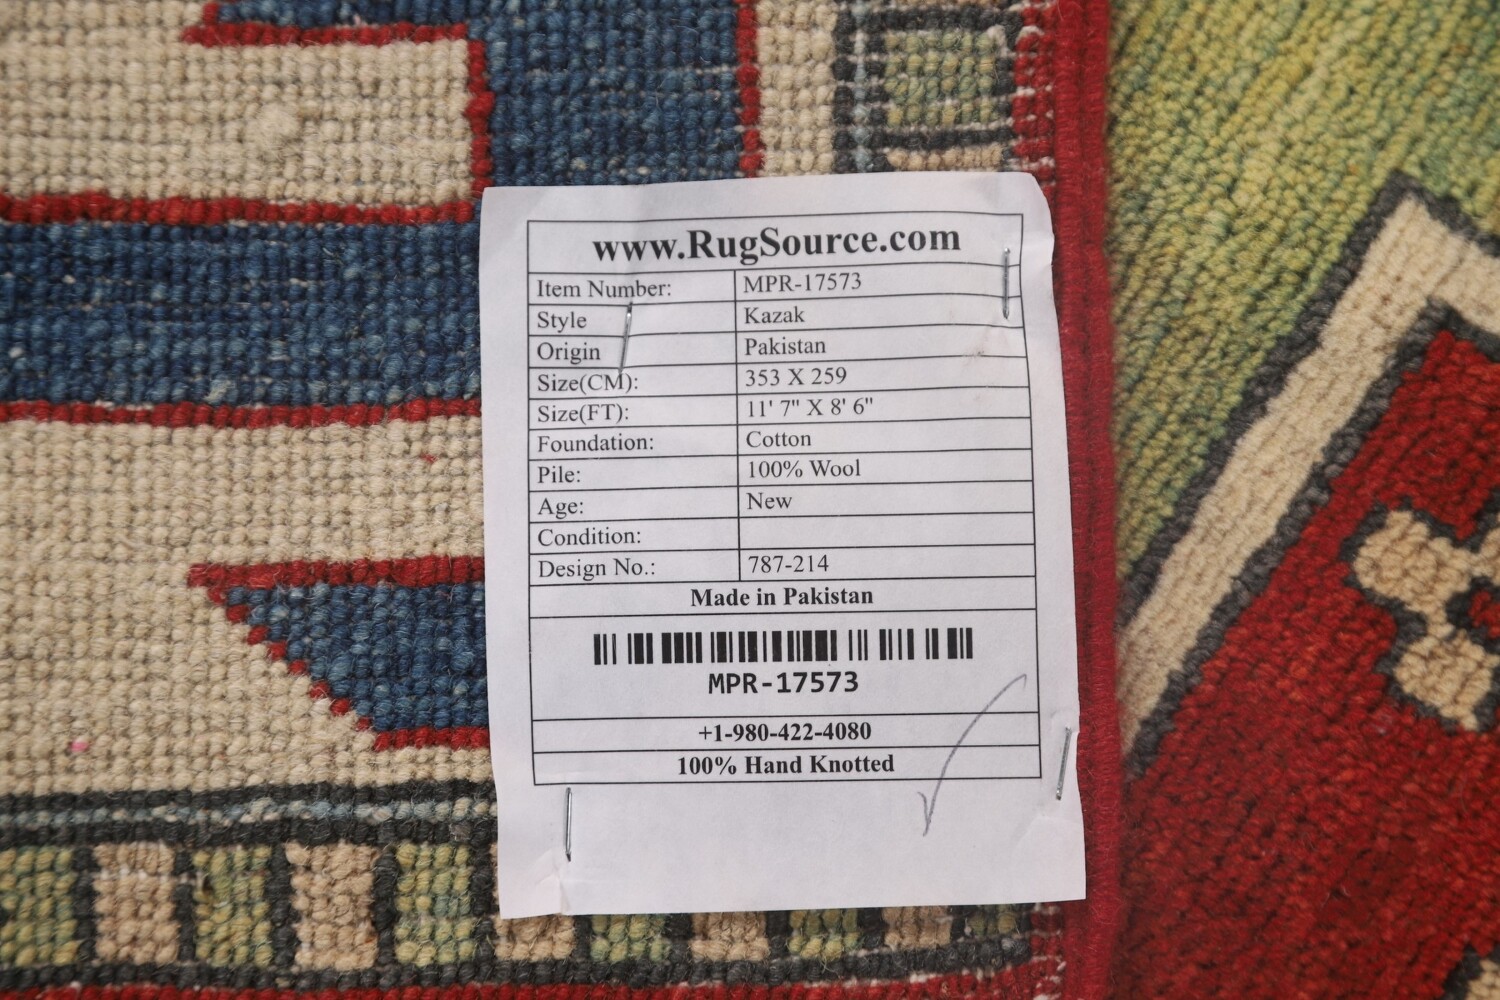 www.RugSource.com
Item Number: MPR-17573
Style Kazak
Origin Pakistan
Size(CM): 353 X 259
Size(FT): 11' 7" X 8' 6"
Foundation: Cotton
Pile: 100% Wool
Age: New
Condition:
Design No.: 787-214
Made in Pakistan
MPR-17573
+1-980-422-4080
100% Hand Knotted